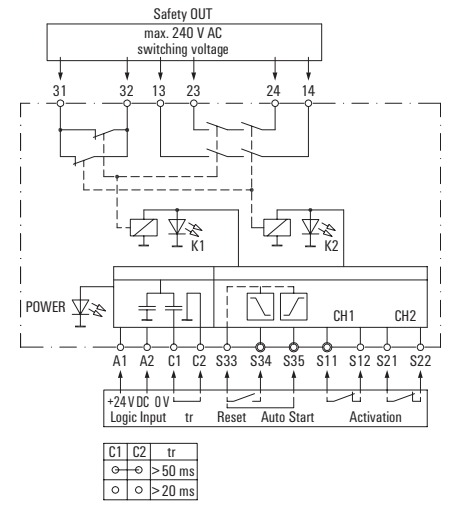 Safety OUT
max. 240 V AC
switching voltage
31 32 13 23 24 14
K1 K2
POWER
CH1 CH2
A1 A2 C1 C2 S33 S34 S35 S11 S12 S21 S22
+24 V DC 0 V
Logic Input tr Reset Auto Start Activation
C1 C2 tr
> 50 ms
> 20 ms